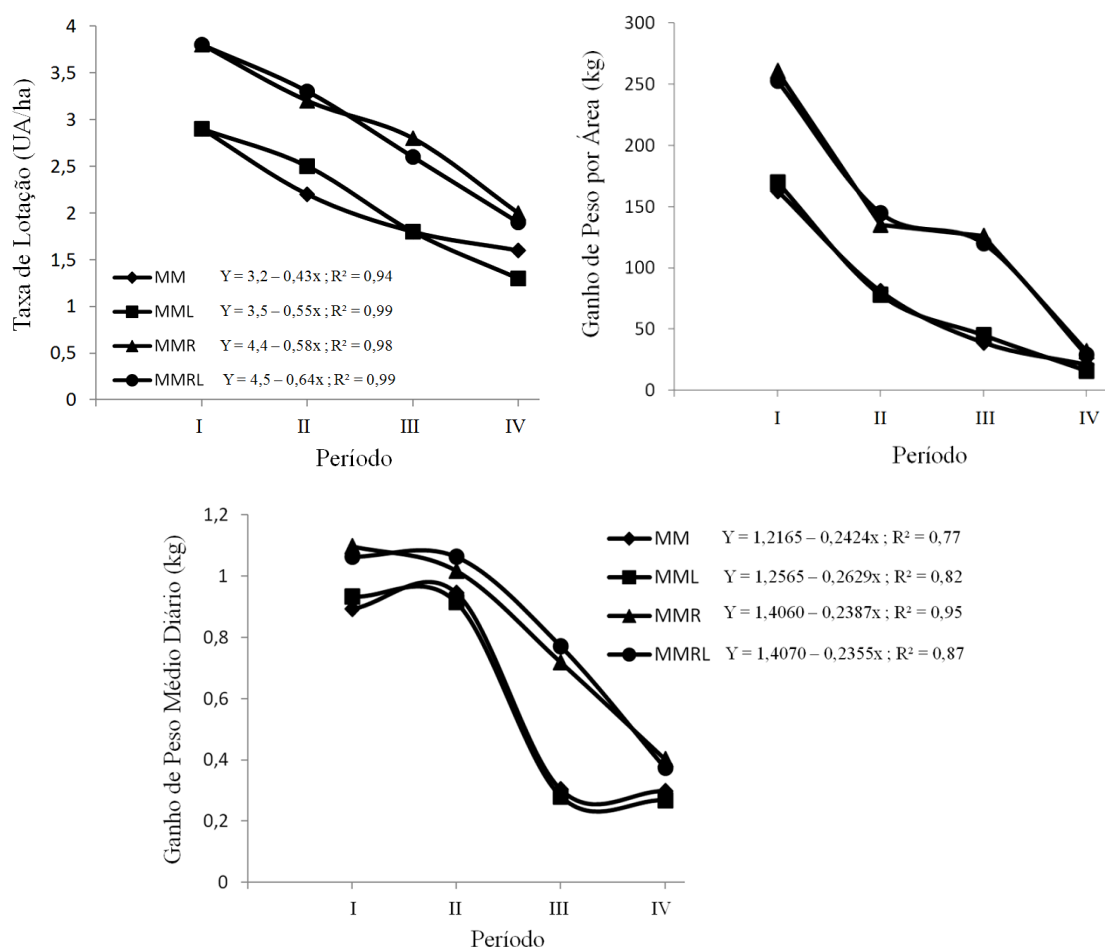 Taxa de Lotação (UA/ha)
4
3,5
3
2,5
2
1,5
1
0,5
0
MM Y = 3,2 – 0,43x ; R² = 0,94
MML Y = 3,5 – 0,55x ; R² = 0,99
MMR Y = 4,4 – 0,58x ; R² = 0,98
MMRL Y = 4,5 – 0,64x ; R² = 0,99
I II III IV
Período
Ganho de Peso por Área (kg)
300
250
200
150
100
50
0
I II III IV
Período
Ganho de Peso Médio Diário (kg)
1,2
1
0,8
0,6
0,4
0,2
0
MM Y = 1,2165 – 0,2424x ; R² = 0,77
MML Y = 1,2565 – 0,2629x ; R² = 0,82
MMR Y = 1,4060 – 0,2387x ; R² = 0,95
MMRL Y = 1,4070 – 0,2355x ; R² = 0,87
I II III IV
Período